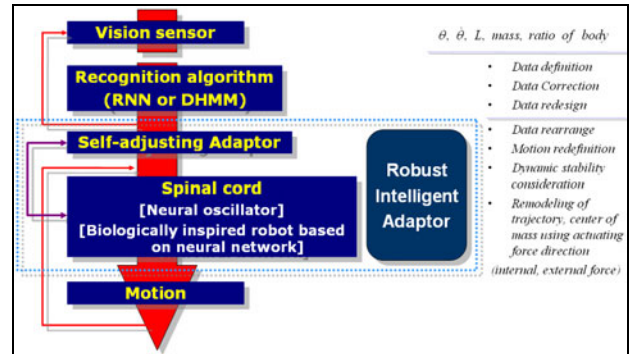 Vision sensor
Recognition algorithm
(RNN or DHMM)
Self-adjusting Adaptor
Spinal cord
[Neural oscillator]
[Biologically inspired robot based
on neural network]
Motion
Robust
Intelligent
Adaptor
θ, θ̇, L, mass, ratio of body
• Data definition
• Data Correction
• Data redesign
• Data rearrange
• Motion redefinition
• Dynamic stability
consideration
• Remodeling of
trajectory, center of
mass using actuating
force direction
(internal, external force)